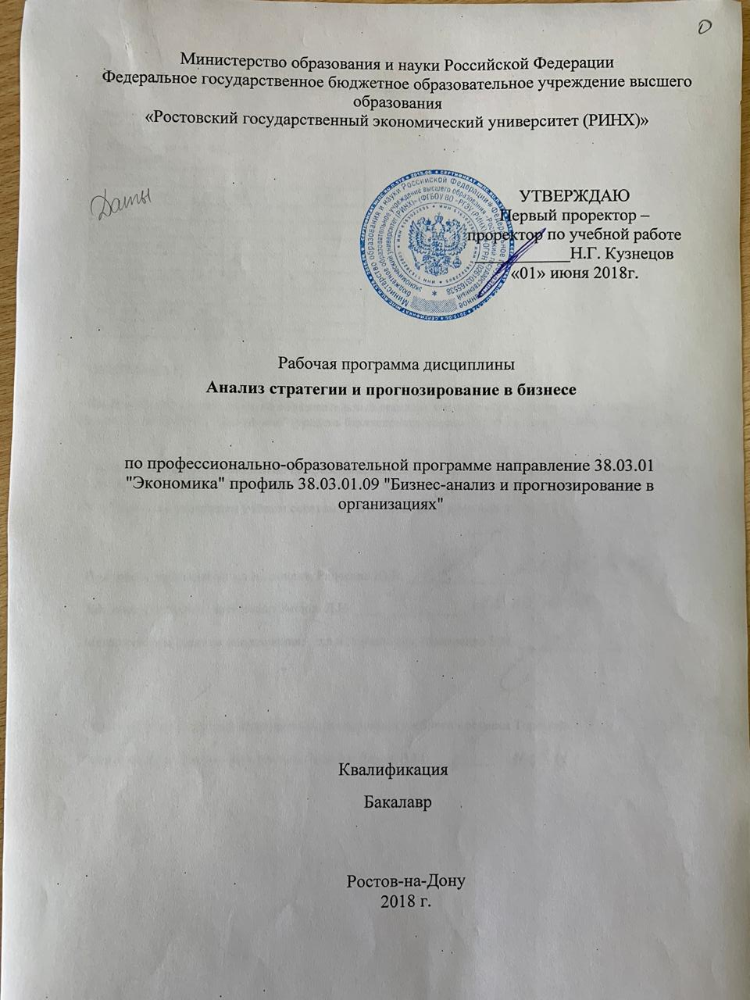 Министерство образования и науки Российской Федерации
Федеральное государственное бюджетное образовательное учреждение высшего
образования
«Ростовский государственный экономический университет (РИНХ)»
Даты
УТВЕРЖДАЮ
Первый проректор –
проректор по учебной работе
Н.Г. Кузнецов
«01» июня 2018г.
Рабочая программа дисциплины
Анализ стратегии и прогнозирование в бизнесе
по профессионально-образовательной программе направление 38.03.01
"Экономика" профиль 38.03.01.09 "Бизнес-анализ и прогнозирование в
организациях"
Квалификация
Бакалавр
Ростов-на-Дону
2018 г.